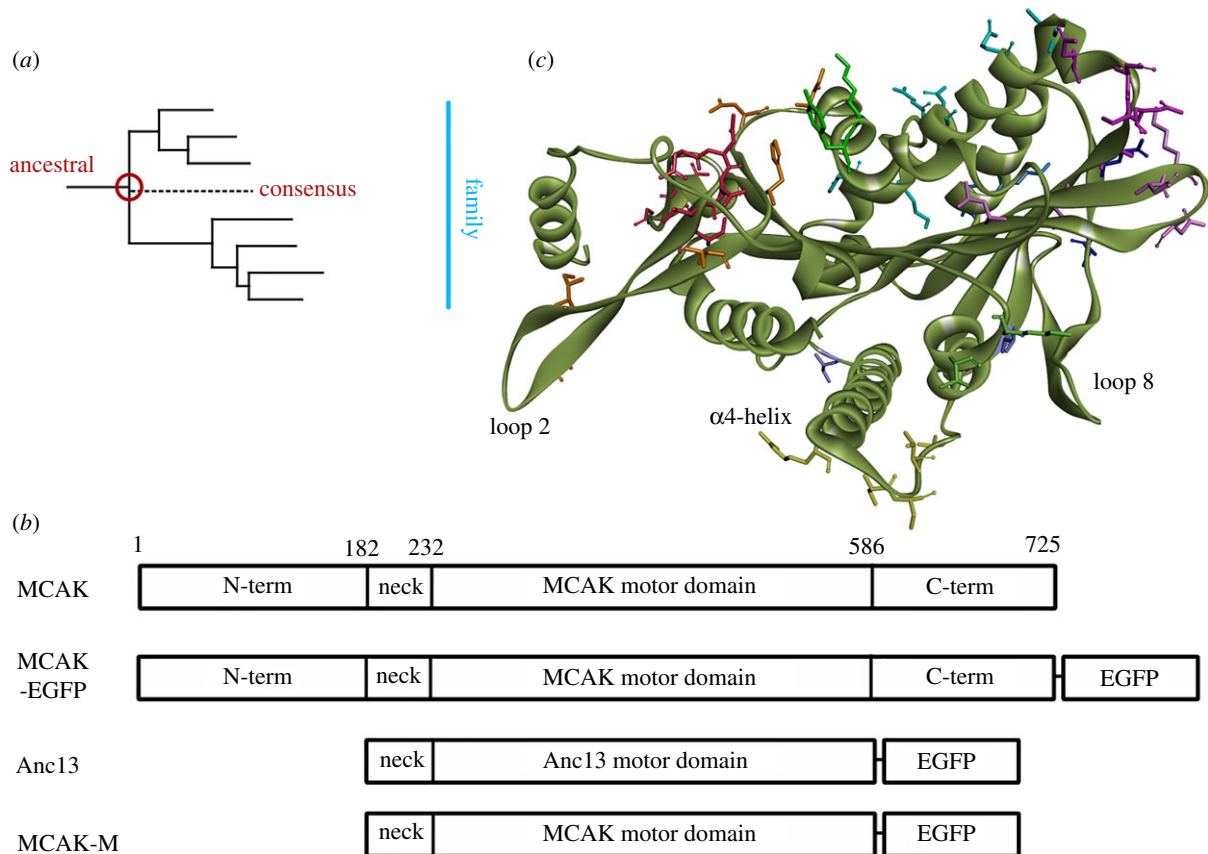 (a)
ancestral
consensus
family
(c)
loop 2
α4-helix
loop 8
(b)
1 182 232 586 725
MCAK N-term neck MCAK motor domain C-term
MCAK
-EGFP N-term neck MCAK motor domain C-term EGFP
Anc13 neck Anc13 motor domain EGFP
MCAK-M neck MCAK motor domain EGFP